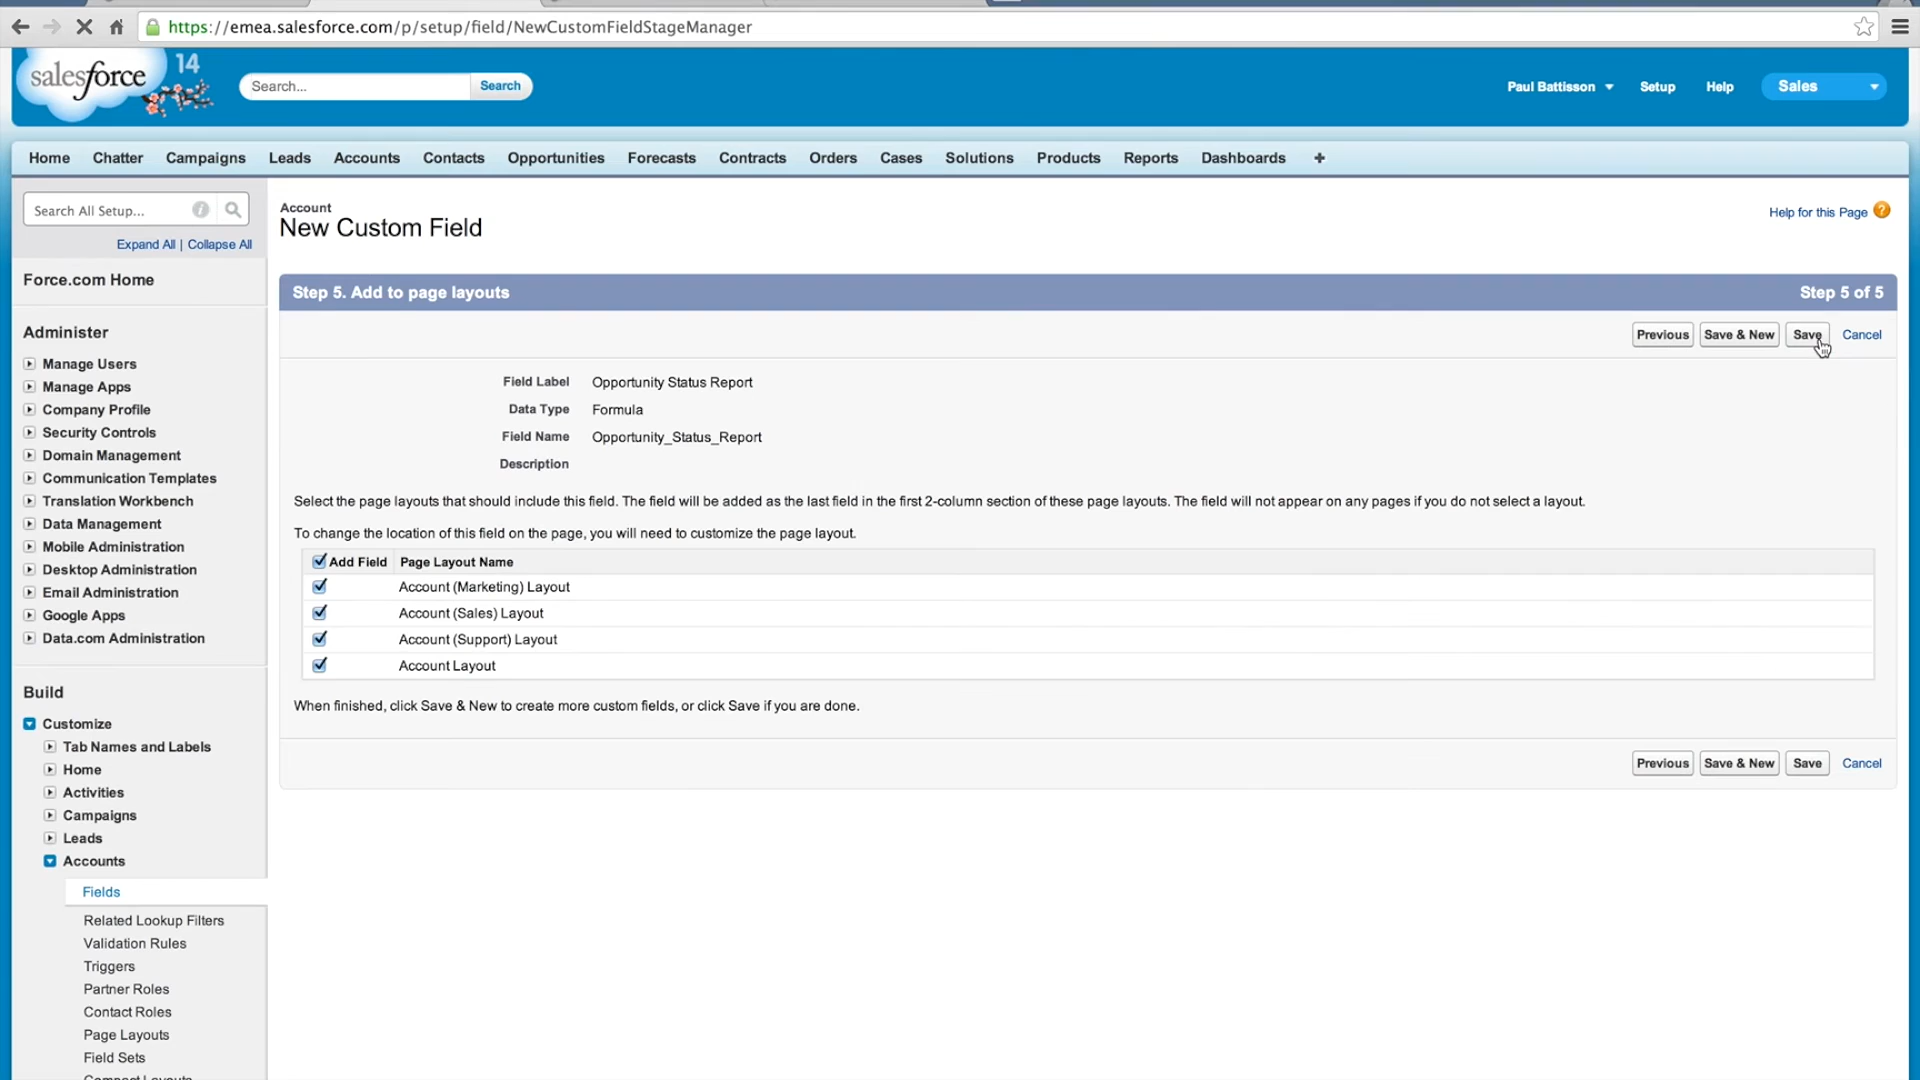 https://emea.salesforce.com/p/setup/field/NewCustomFieldStageManager
salesforce 14
Search... Search
Paul Battisson Setup Help Sales
Home Chatter Campaigns Leads Accounts Contacts Opportunities Forecasts Contracts Orders Cases Solutions Products Reports Dashboards +
Search All Setup...
Expand All | Collapse All
Force.com Home
Administer
Manage Users
Manage Apps
Company Profile
Security Controls
Domain Management
Communication Templates
Translation Workbench
Data Management
Mobile Administration
Desktop Administration
Email Administration
Google Apps
Data.com Administration
Build
Customize
Tab Names and Labels
Home
Activities
Campaigns
Leads
Accounts
Fields
Related Lookup Filters
Validation Rules
Triggers
Partner Roles
Contact Roles
Page Layouts
Field Sets
Compact Layouts
Account
New Custom Field
Help for this Page ?
Step 5. Add to page layouts Step 5 of 5
Previous Save & New Save Cancel
Field Label Opportunity Status Report
Data Type Formula
Field Name Opportunity_Status_Report
Description
Select the page layouts that should include this field. The field will be added as the last field in the first 2-column section of these page layouts. The field will not appear on any pages if you do not select a layout.
To change the location of this field on the page, you will need to customize the page layout.
Add Field Page Layout Name
Account (Marketing) Layout
Account (Sales) Layout
Account (Support) Layout
Account Layout
When finished, click Save & New to create more custom fields, or click Save if you are done.
Previous Save & New Save Cancel